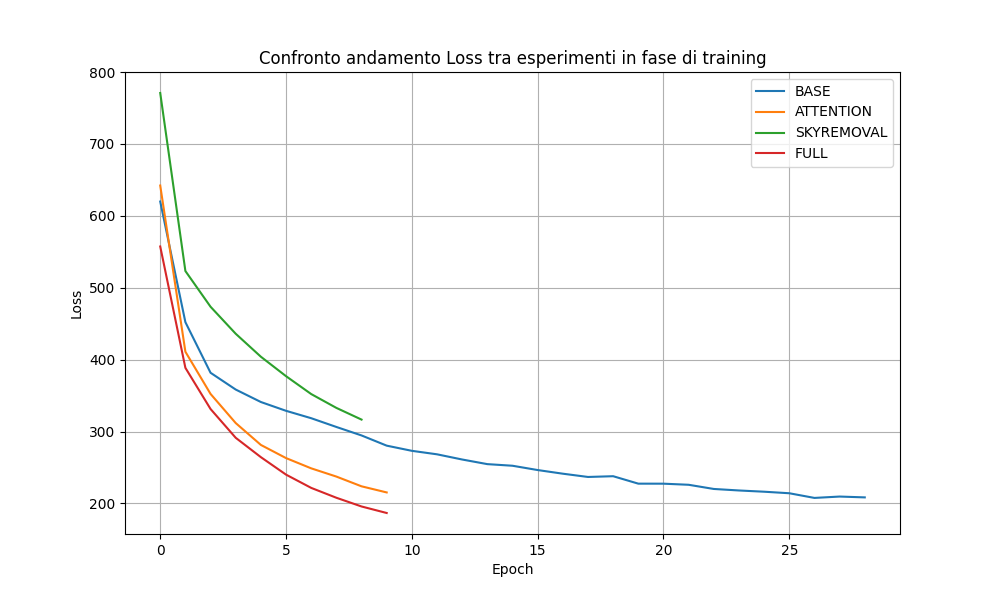 Confronto andamento Loss tra esperimenti in fase di training
800
700
600
500
400
300
200
Loss
BASE
ATTENTION
SKYREMOVAL
FULL
0 5 10 15 20 25
Epoch